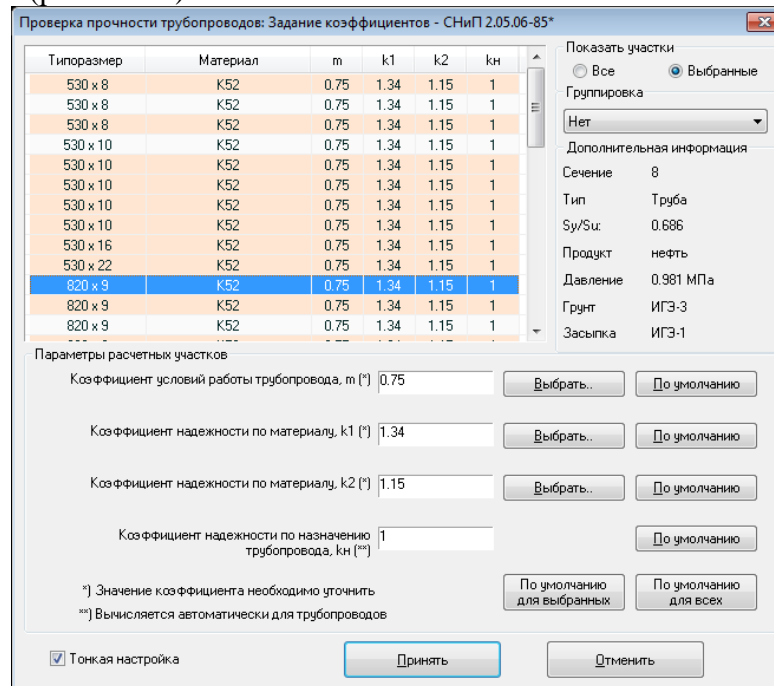 Проверка прочности трубопроводов: Задание коэффициентов - СНиП 2.05.06-85*
Типоразмер Материал m k1 k2 kн
530 x 8 K52 0.75 1.34 1.15 1
530 x 8 K52 0.75 1.34 1.15 1
530 x 8 K52 0.75 1.34 1.15 1
530 x 10 K52 0.75 1.34 1.15 1
530 x 10 K52 0.75 1.34 1.15 1
530 x 10 K52 0.75 1.34 1.15 1
530 x 10 K52 0.75 1.34 1.15 1
530 x 10 K52 0.75 1.34 1.15 1
530 x 16 K52 0.75 1.34 1.15 1
530 x 22 K52 0.75 1.34 1.15 1
820 x 9 K52 0.75 1.34 1.15 1
820 x 9 K52 0.75 1.34 1.15 1
820 x 9 K52 0.75 1.34 1.15 1
Показать участки
Все Выбранные
Группировка
Нет
Дополнительная информация
Сечение 8
Тип Труба
Sy/Su: 0.686
Продукт нефть
Давление 0.981 МПа
Грунт ИГЭ-3
Засыпка ИГЭ-1
Параметры расчетных участков
Коэффициент условий работы трубопровода, m (*) 0.75 Выбрать.. По умолчанию
Коэффициент надежности по материалу, k1 (*) 1.34 Выбрать.. По умолчанию
Коэффициент надежности по материалу, k2 (*) 1.15 Выбрать.. По умолчанию
Коэффициент надежности по назначению 1 По умолчанию
трубопровода, kн (**)
*) Значение коэффициента необходимо уточнить
**) Вычисляется автоматически для трубопроводов
По умолчанию
для выбранных
По умолчанию
для всех
Тонкая настройка Принять Отменить